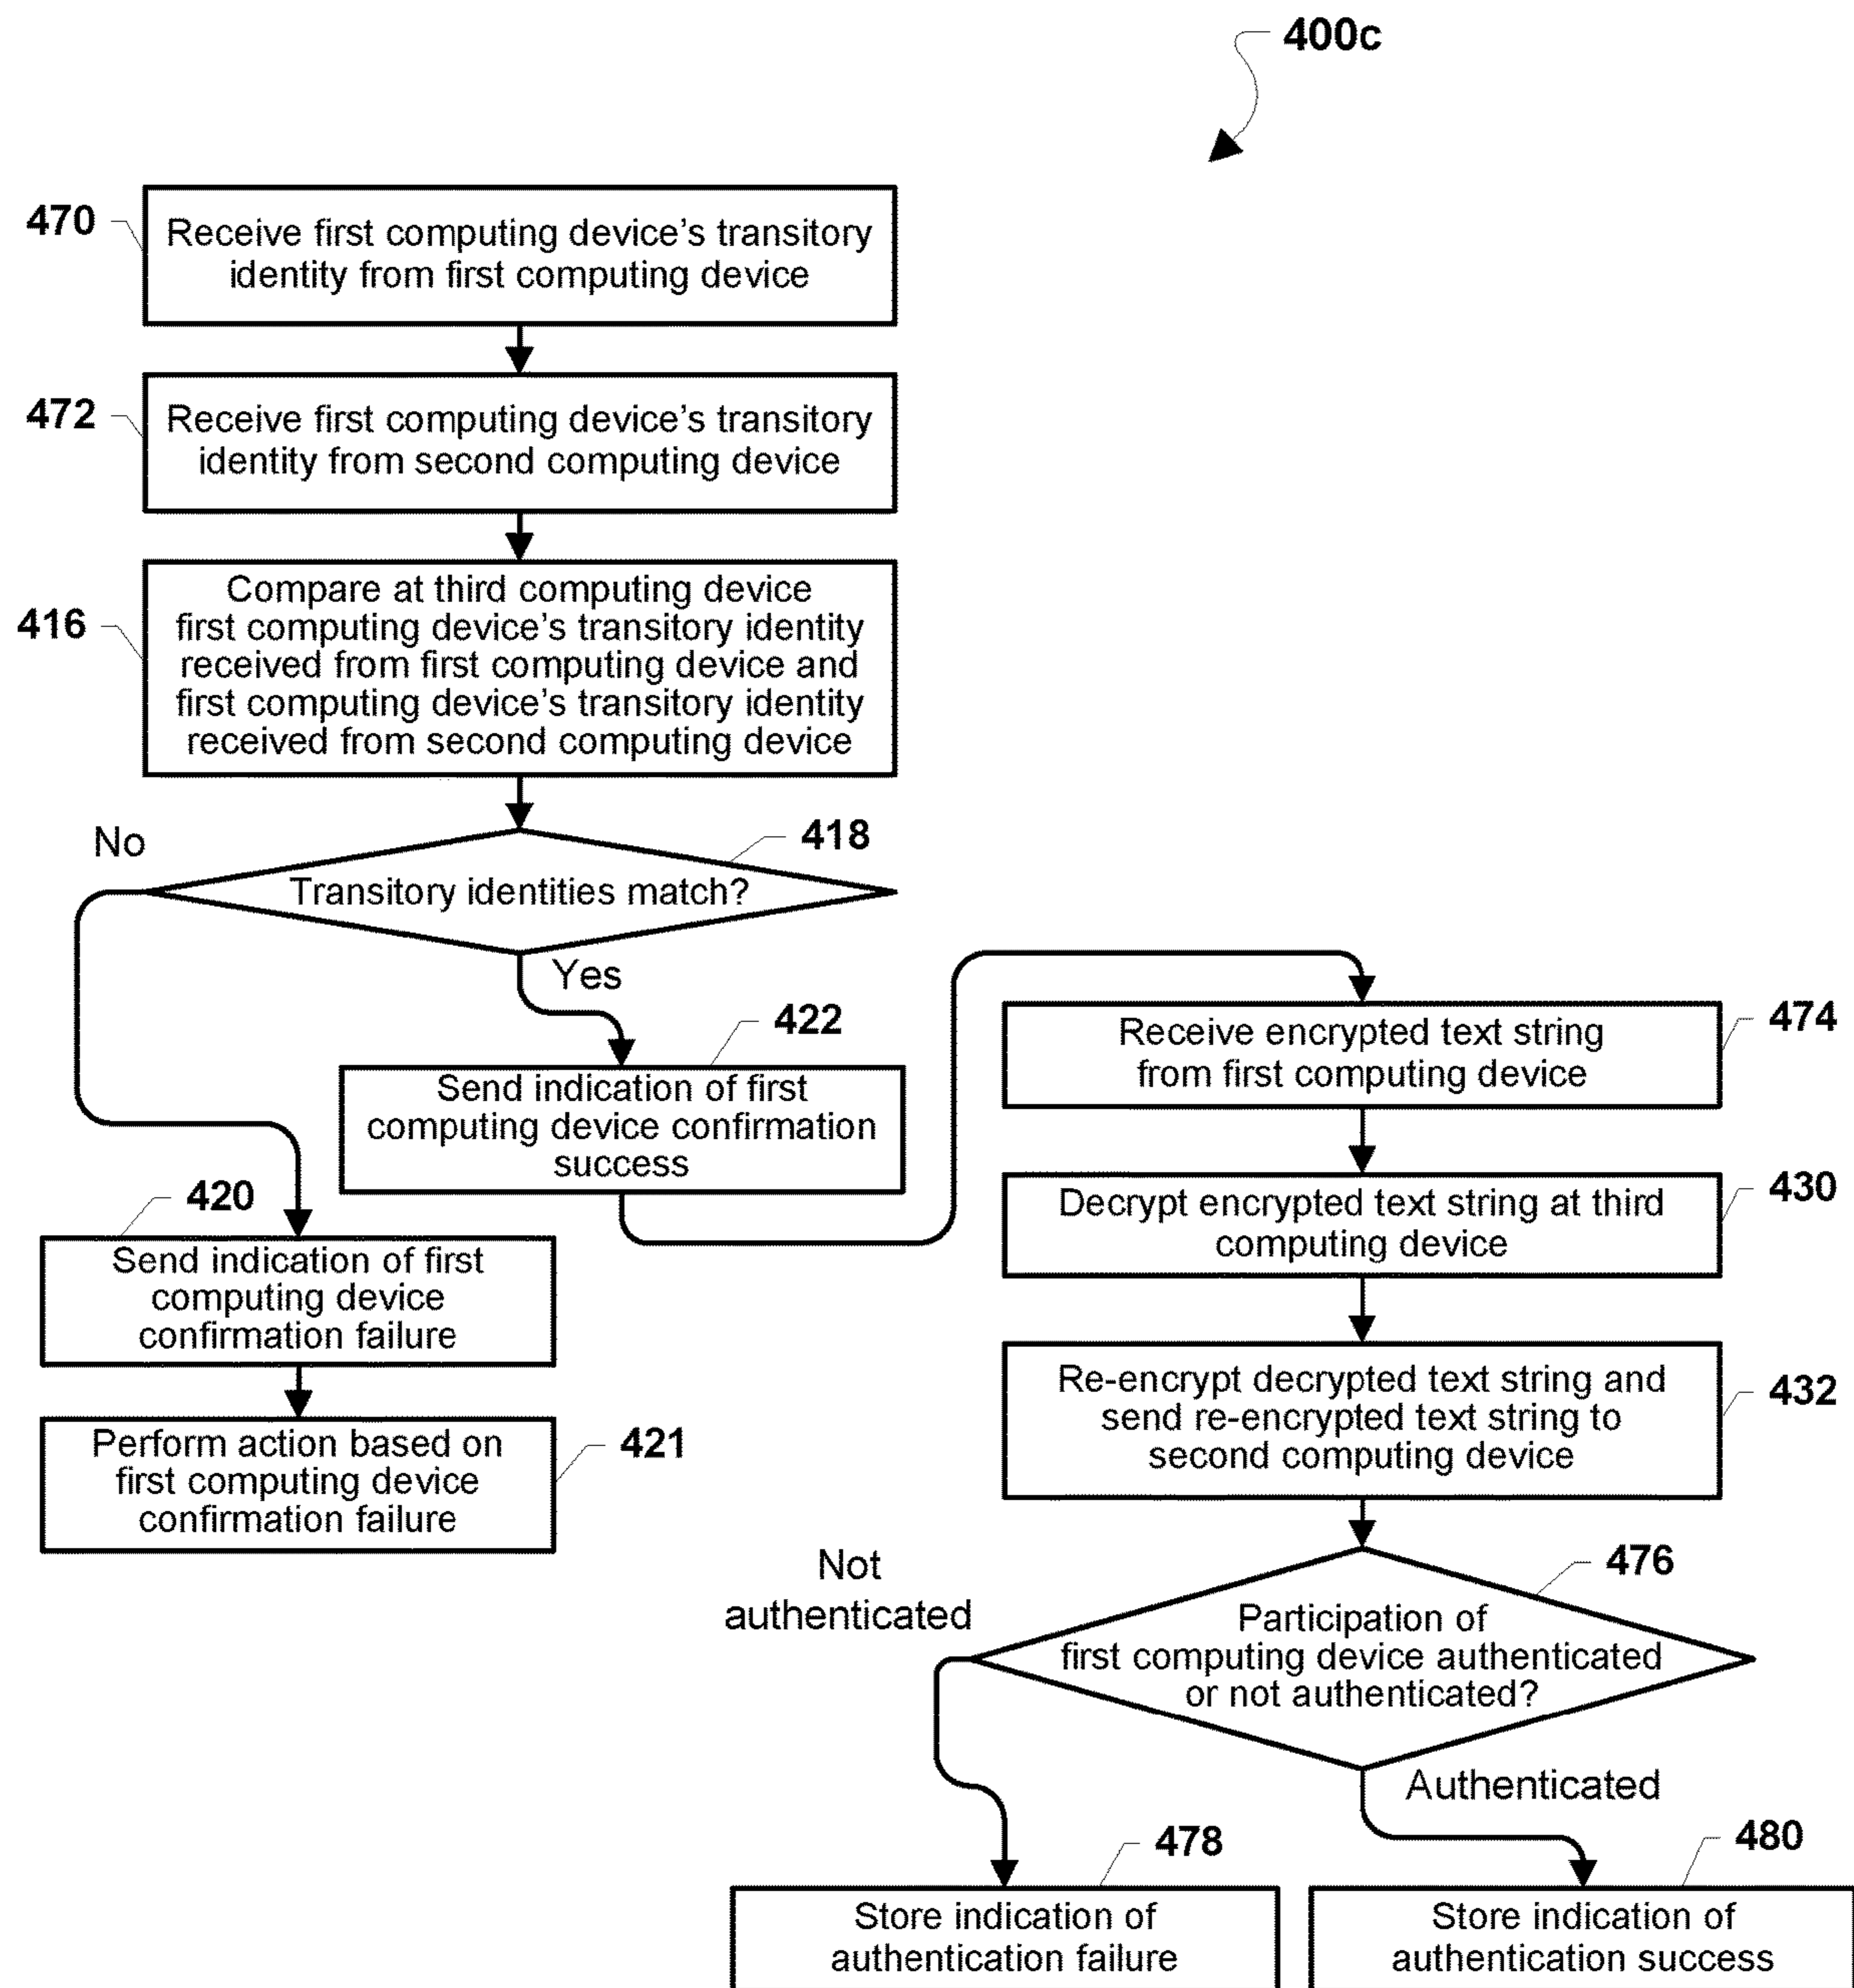 400c
470
Receive first computing device’s transitory
identity from first computing device
472
Receive first computing device’s transitory
identity from second computing device
416
Compare at third computing device
first computing device’s transitory identity
received from first computing device and
first computing device’s transitory identity
received from second computing device
No
418
Transitory identities match?
Yes
422
Send indication of first
computing device confirmation
success
420
Send indication of first
computing device
confirmation failure
Perform action based on
first computing device
confirmation failure
421
474
Receive encrypted text string
from first computing device
430
Decrypt encrypted text string at third
computing device
Re-encrypt decrypted text string and
send re-encrypted text string to
second computing device
432
Not
authenticated
476
Participation of
first computing device authenticated
or not authenticated?
Authenticated
478
Store indication of
authentication failure
480
Store indication of
authentication success